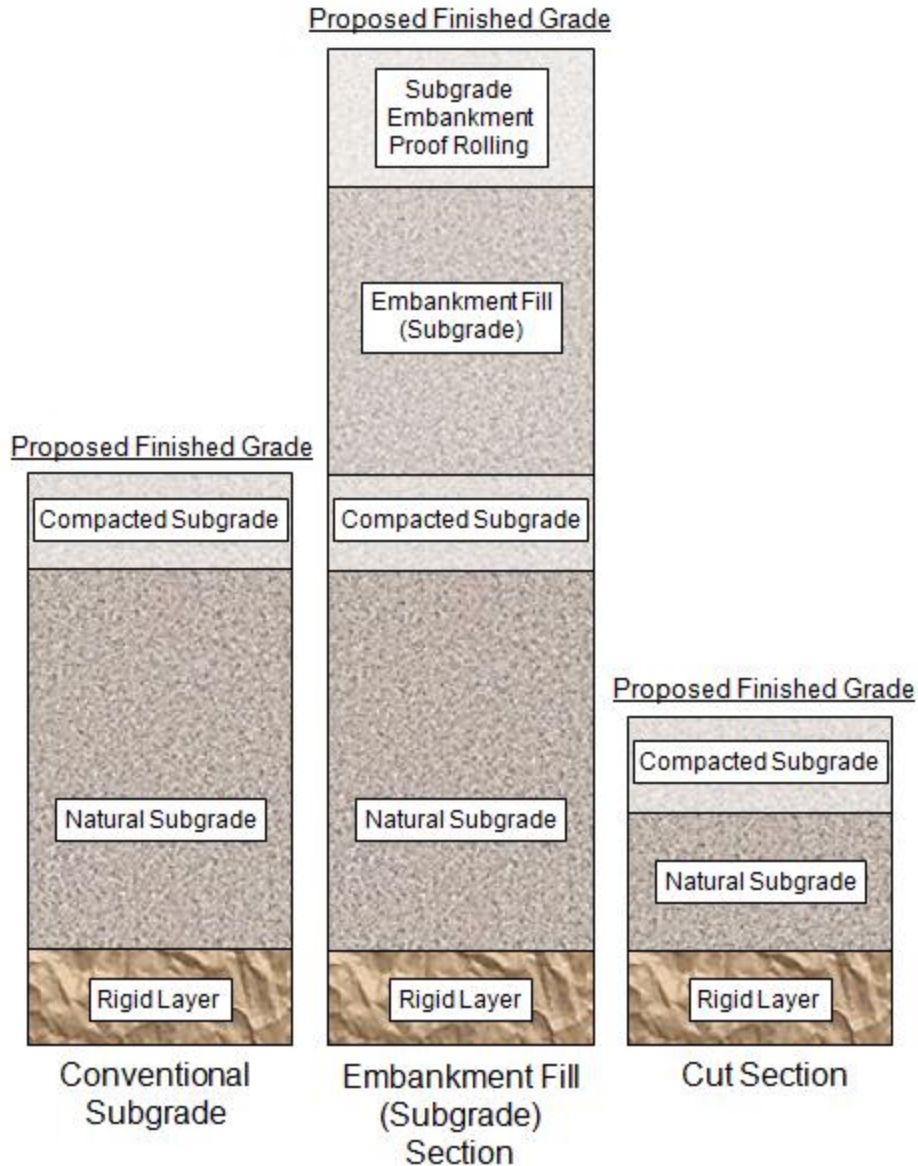 Proposed Finished Grade
Subgrade
Embankment
Proof Rolling
Embankment Fill
(Subgrade)
Proposed Finished Grade
Compacted Subgrade
Compacted Subgrade
Proposed Finished Grade
Compacted Subgrade
Natural Subgrade
Natural Subgrade
Natural Subgrade
Rigid Layer
Rigid Layer
Rigid Layer
Conventional
Subgrade
Embankment Fill
(Subgrade)
Section
Cut Section